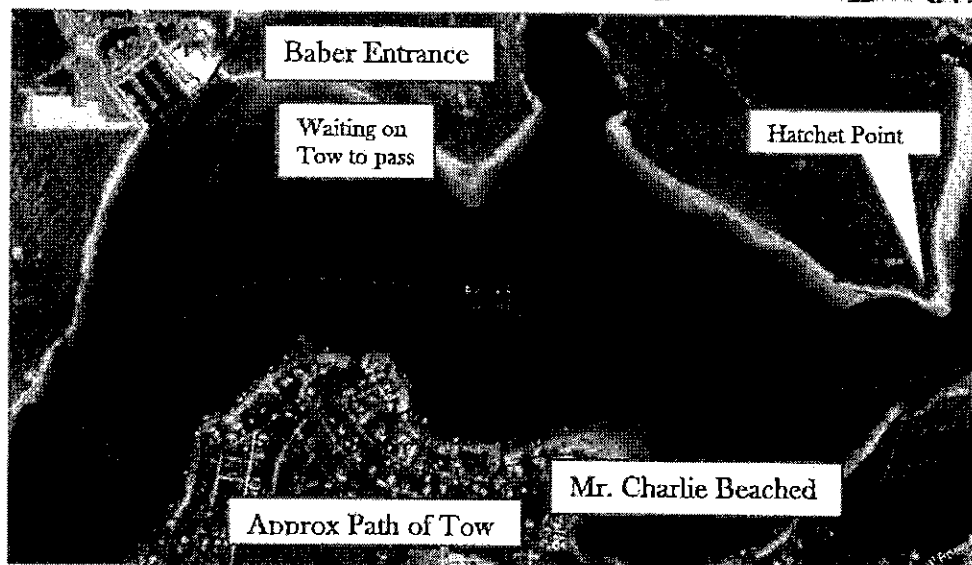 Baber Entrance
Waiting on
Tow to pass
Hatchet Point
Mr. Charlie Beached
Approx Path of Tow